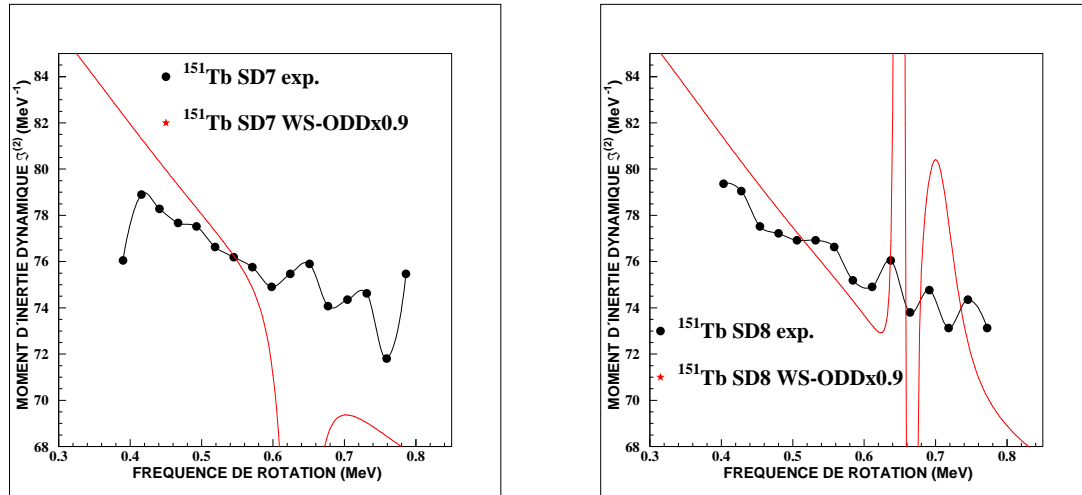 84
82
80
78
76
74
72
70
68
0.3 0.4 0.5 0.6 0.7 0.8
MOMENT D´INERTIE DYNAMIQUE ℑ(2) (MeV-1)
FREQUENCE DE ROTATION (MeV)
151Tb SD7 exp.
151Tb SD7 WS-ODDx0.9
84
82
80
78
76
74
72
70
68
0.3 0.4 0.5 0.6 0.7 0.8
MOMENT D´INERTIE DYNAMIQUE ℑ(2) (MeV-1)
FREQUENCE DE ROTATION (MeV)
151Tb SD8 exp.
151Tb SD8 WS-ODDx0.9